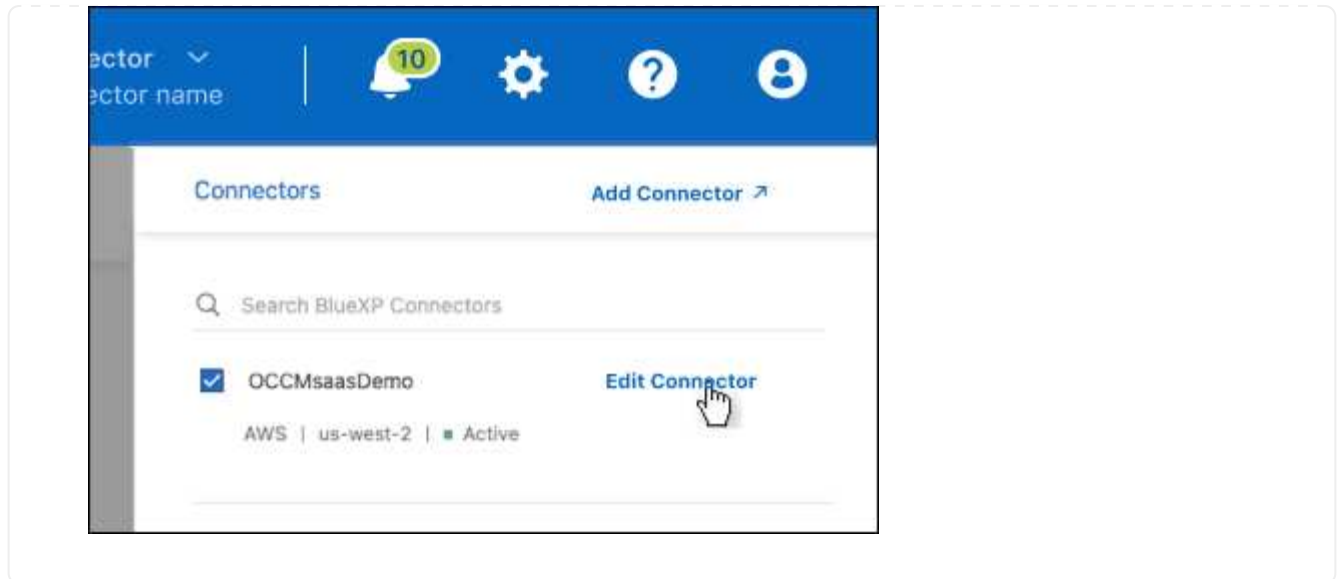 ector
ector name
10
?
Connectors
Add Connector
Search BlueXP Connectors
OCCMsaasDemo
Edit Connector
AWS | us-west-2 | ▪ Active